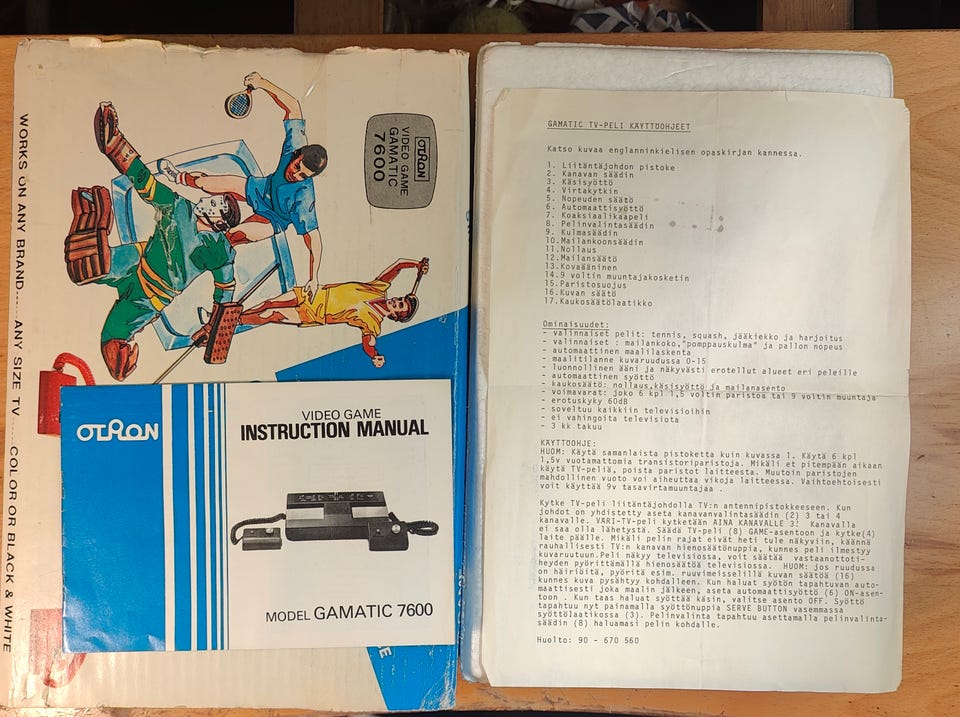 WORKS ON ANY BRAND..... ANY SIZE TV..... COLOR OR BLACK & WHITE
OTRON
VIDEO GAME
GAMATIC
7600
OTRON
VIDEO GAME
INSTRUCTION MANUAL
MODEL GAMATIC 7600
GAMATIC TV-PELI KÄYTTÖOHJEET
Katso kuvaa englanninkielisen opaskirjan kannessa.
1. Liitäntäjohdon pistoke
2. Kanavan säädin
3. Käsisyöttö
4. Virtakytkin
5. Nopeuden säätö
6. Automaattisyöttö
7. Koaksiaalikaapeli
8. Pelinvalintasäädin
9. Kulmasäädin
10.Mailankoonsäädin
11.Nollaus
12.Mailansäätö
13.Kovaääninen
14.9 voltin muuntajakosketin
15.Paristosuojus
16.Kuvan säätö
17.Kaukosäätölaatikko
Ominaisuudet:
- valinnaiset pelit: tennis, squash, jääkiekko ja harjoitus
- valinnaiset : mailankoko,"pomppauskulma" ja pallon nopeus
- automaattinen maalilaskenta
- maalitilanne kuvaruudussa 0-15
- luonnollinen ääni ja näkyvästi erotellut alueet eri peleille
- automaattinen syöttö
- kaukosäätö: nollaus,käsisyöttö ja mailanasento
- voimavarat: joko 6 kpl 1,5 voltin paristoa tai 9 voltin muuntaja
- erotuskyky 60dB
- soveltuu kaikkiin televisioihin
- ei vahingoita televisiota
- 3 kk takuu
KÄYTTÖOHJE:
HUOM: Käytä samanlaista pistoketta kuin kuvassa 1. Käytä 6 kpl
1,5v vuotamattomia transistoriparistoja. Mikäli et pitempään aikaan
käytä TV-peliä, poista paristot laitteesta. Muutoin paristojen
mahdollinen vuoto voi aiheuttaa vikoja laitteessa. Vaihtoehtoisesti
voit käyttää 9v tasavirtamuuntajaa .
Kytke TV-peli liitäntäjohdolla TV:n antennipistokkeeseen. Kun
johdot on yhdistetty aseta kanavanvalintasäädin (2) 3 tai 4
kanavalle. VÄRI-TV-peli kytketään AINA KANAVALLE 3! Kanavalla
ei saa olla lähetystä. Säädä TV-peli (8) GAME-asentoon ja kytke(4)
laite päälle. Mikäli pelin rajat eivät heti tule näkyviin, käännä
rauhallisesti TV:n kanavan hienosäätönuppia, kunnes peli ilmestyy
kuvaruutuun.Peli näkyy televisiossa, voit säätää vastaanottoti-
heyden pyörittämällä hienosäätöä televisiossa. HUOM: jos ruudussa
on häiriöitä, pyöritä esim. ruuvimeisselillä kuvan säätöä (16)
kunnes kuva pysähtyy kohdalleen. Kun haluat syötön tapahtuvan auto-
maattisesti joka maalin jälkeen, aseta automaattisyöttö (6) ON-asen-
toon . Kun taas haluat syöttää käsin, valitse asento OFF. Syöttö
tapahtuu nyt painamalla syöttönuppia SERVE BUTTON vasemmassa
syöttölaatikossa (3). Pelinvalinta tapahtuu asettamalla pelinvalinta-
säädin (8) haluamasi pelin kohdalle.
Huolto: 90 - 670 560